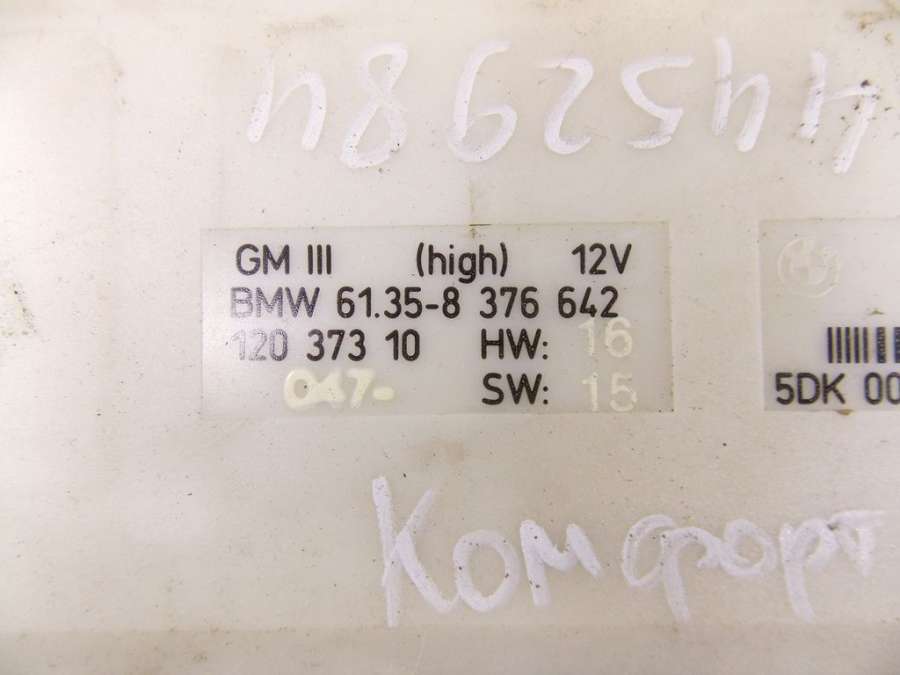 4452984
GM III (high) 12V
BMW 61.35-8 376 642
120 373 10 HW: 16
047- SW: 15
5DK 00
Комфорт